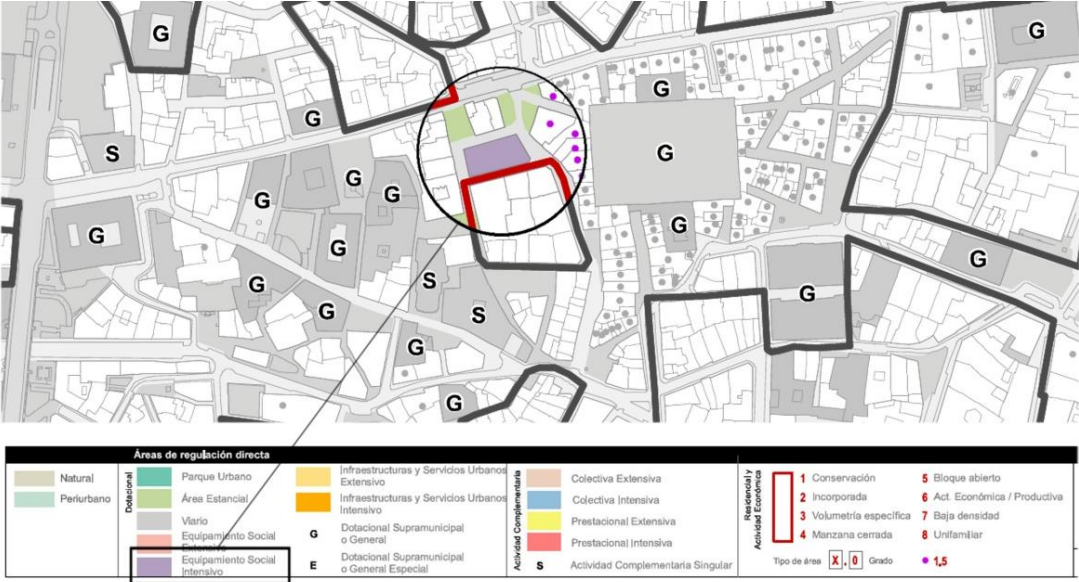 G
G
G
G
S
G
G
G
G
G
G
G
S
G
G
G
S
G
G
Áreas de regulación directa
Natural
Periurbano
Dotacional
Parque Urbano
Área Estancial
Viario
Equipamiento Social
Extensivo
Equipamiento Social
Intensivo
Infraestructuras y Servicios Urbanos
Extensivo
Infraestructuras y Servicios Urbanos
Intensivo
G Dotacional Supramunicipal
o General
E Dotacional Supramunicipal
o General Especial
Actividad Complementaria
Colectiva Extensiva
Colectiva Intensiva
Prestacional Extensiva
Prestacional Intensiva
S Actividad Complementaria Singular
Residencial y
Actividad Económica
1 Conservación
2 Incorporada
3 Volumetría específica
4 Manzana cerrada
5 Bloque abierto
6 Act. Económica / Productiva
7 Baja densidad
8 Unifamiliar
Tipo de área X.0 Grado
1,5